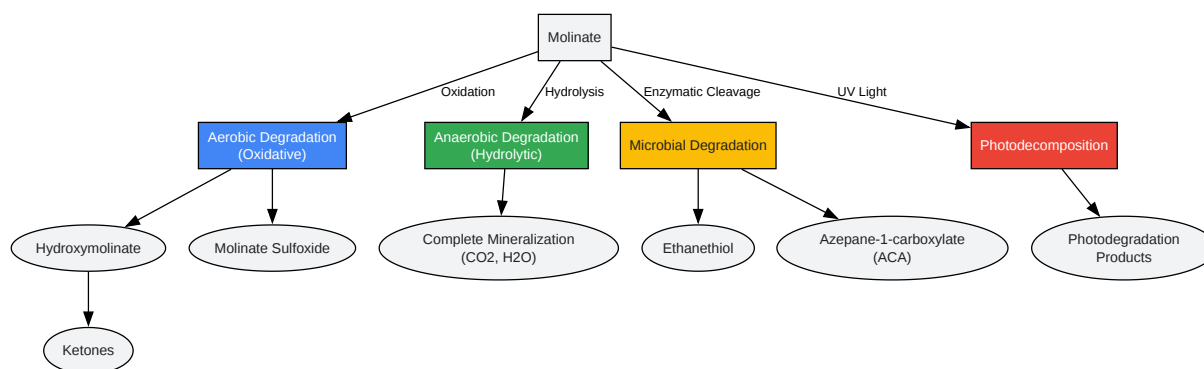 Molinate
Oxidation
Hydrolysis
Enzymatic Cleavage
UV Light
Aerobic Degradation
(Oxidative)
Anaerobic Degradation
(Hydrolytic)
Microbial Degradation
Photodecomposition
Hydroxymolinate
Molinate Sulfoxide
Complete Mineralization
(CO2, H2O)
Ethanethiol
Azepane-1-carboxylate
(ACA)
Photodegradation
Products
Ketones